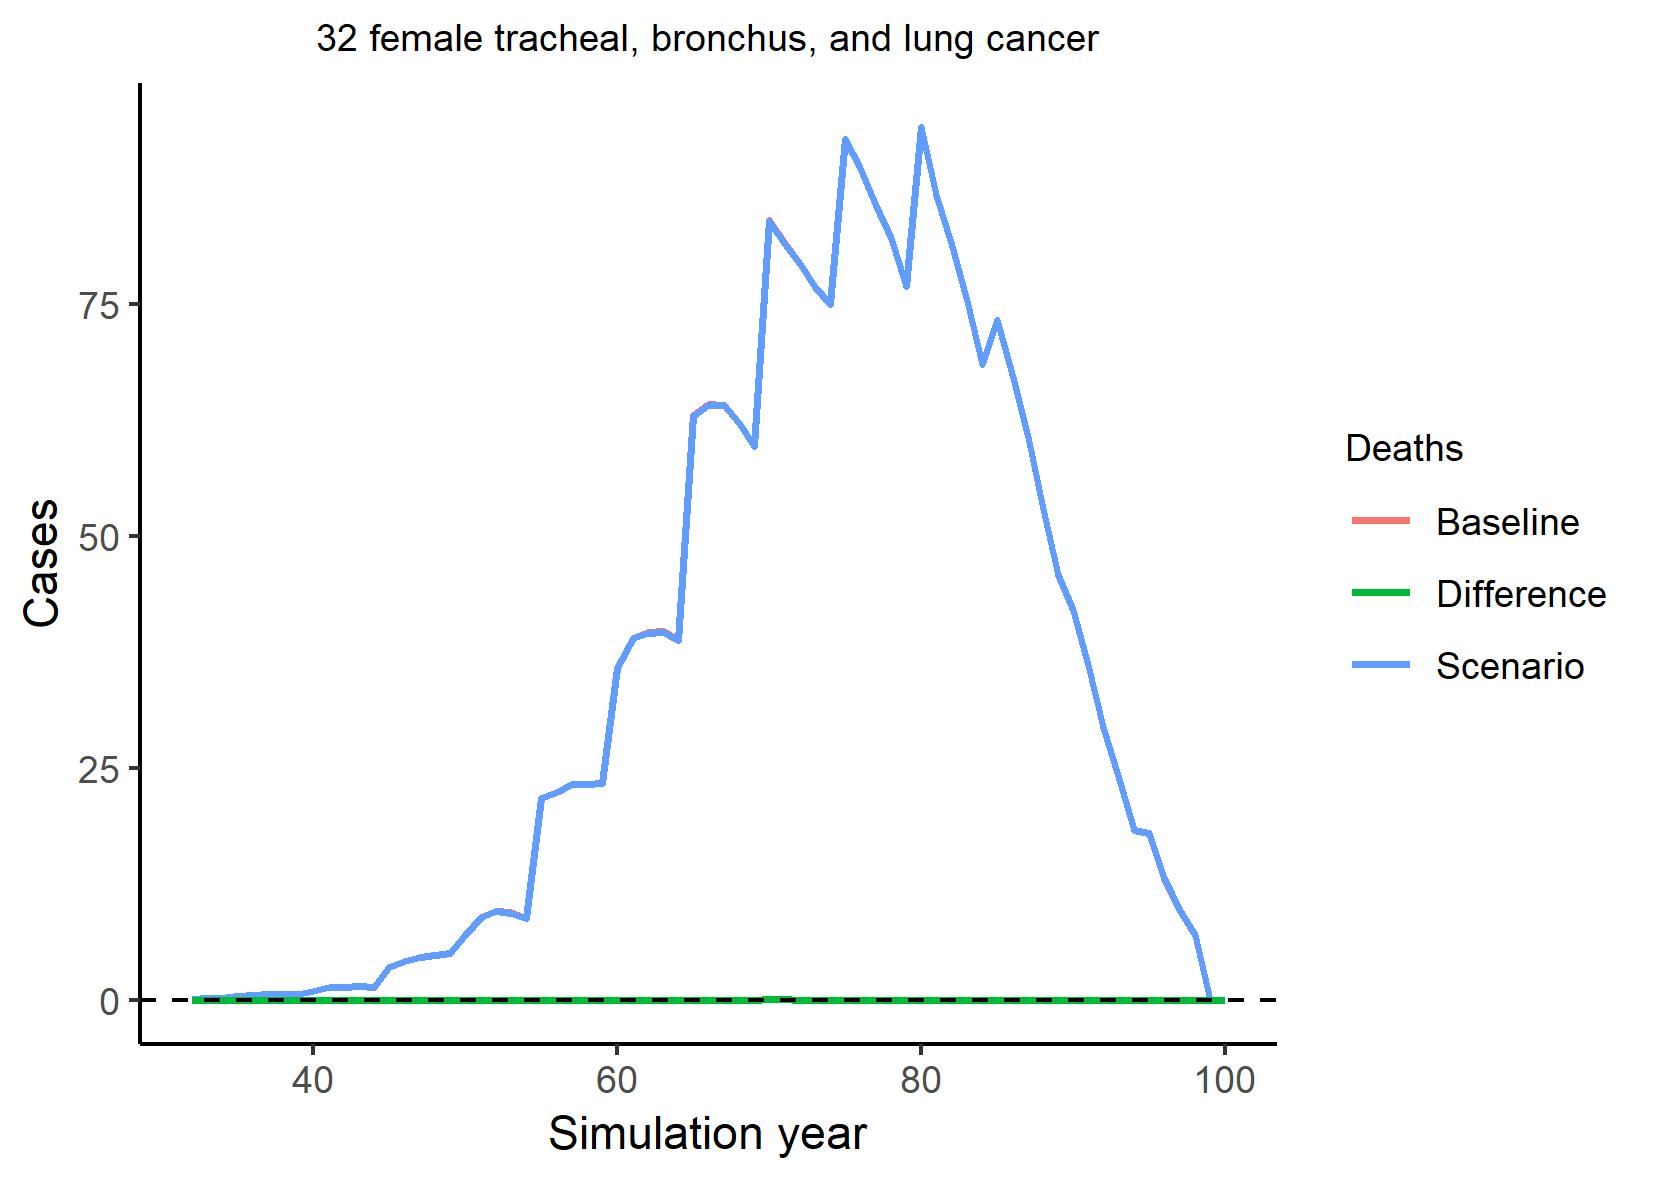 32 female tracheal, bronchus, and lung cancer
Cases
75
50
25
0
40 60 80 100
Simulation year
Deaths
Baseline
Difference
Scenario